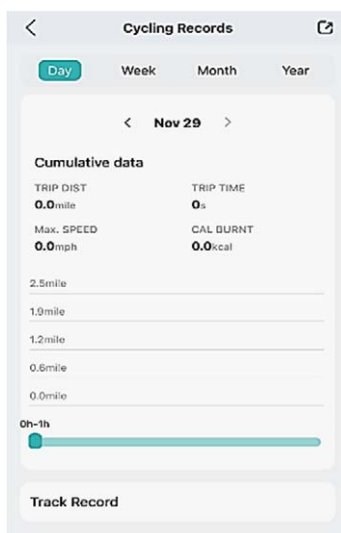 Cycling Records
Day Week Month Year
< Nov 29 >
Cumulative data
TRIP DIST TRIP TIME
0.0mile 0s
Max. SPEED CAL BURNT
0.0mph 0.0kcal
2.5mile
1.9mile
1.2mile
0.6mile
0.0mile
0h-1h
Track Record